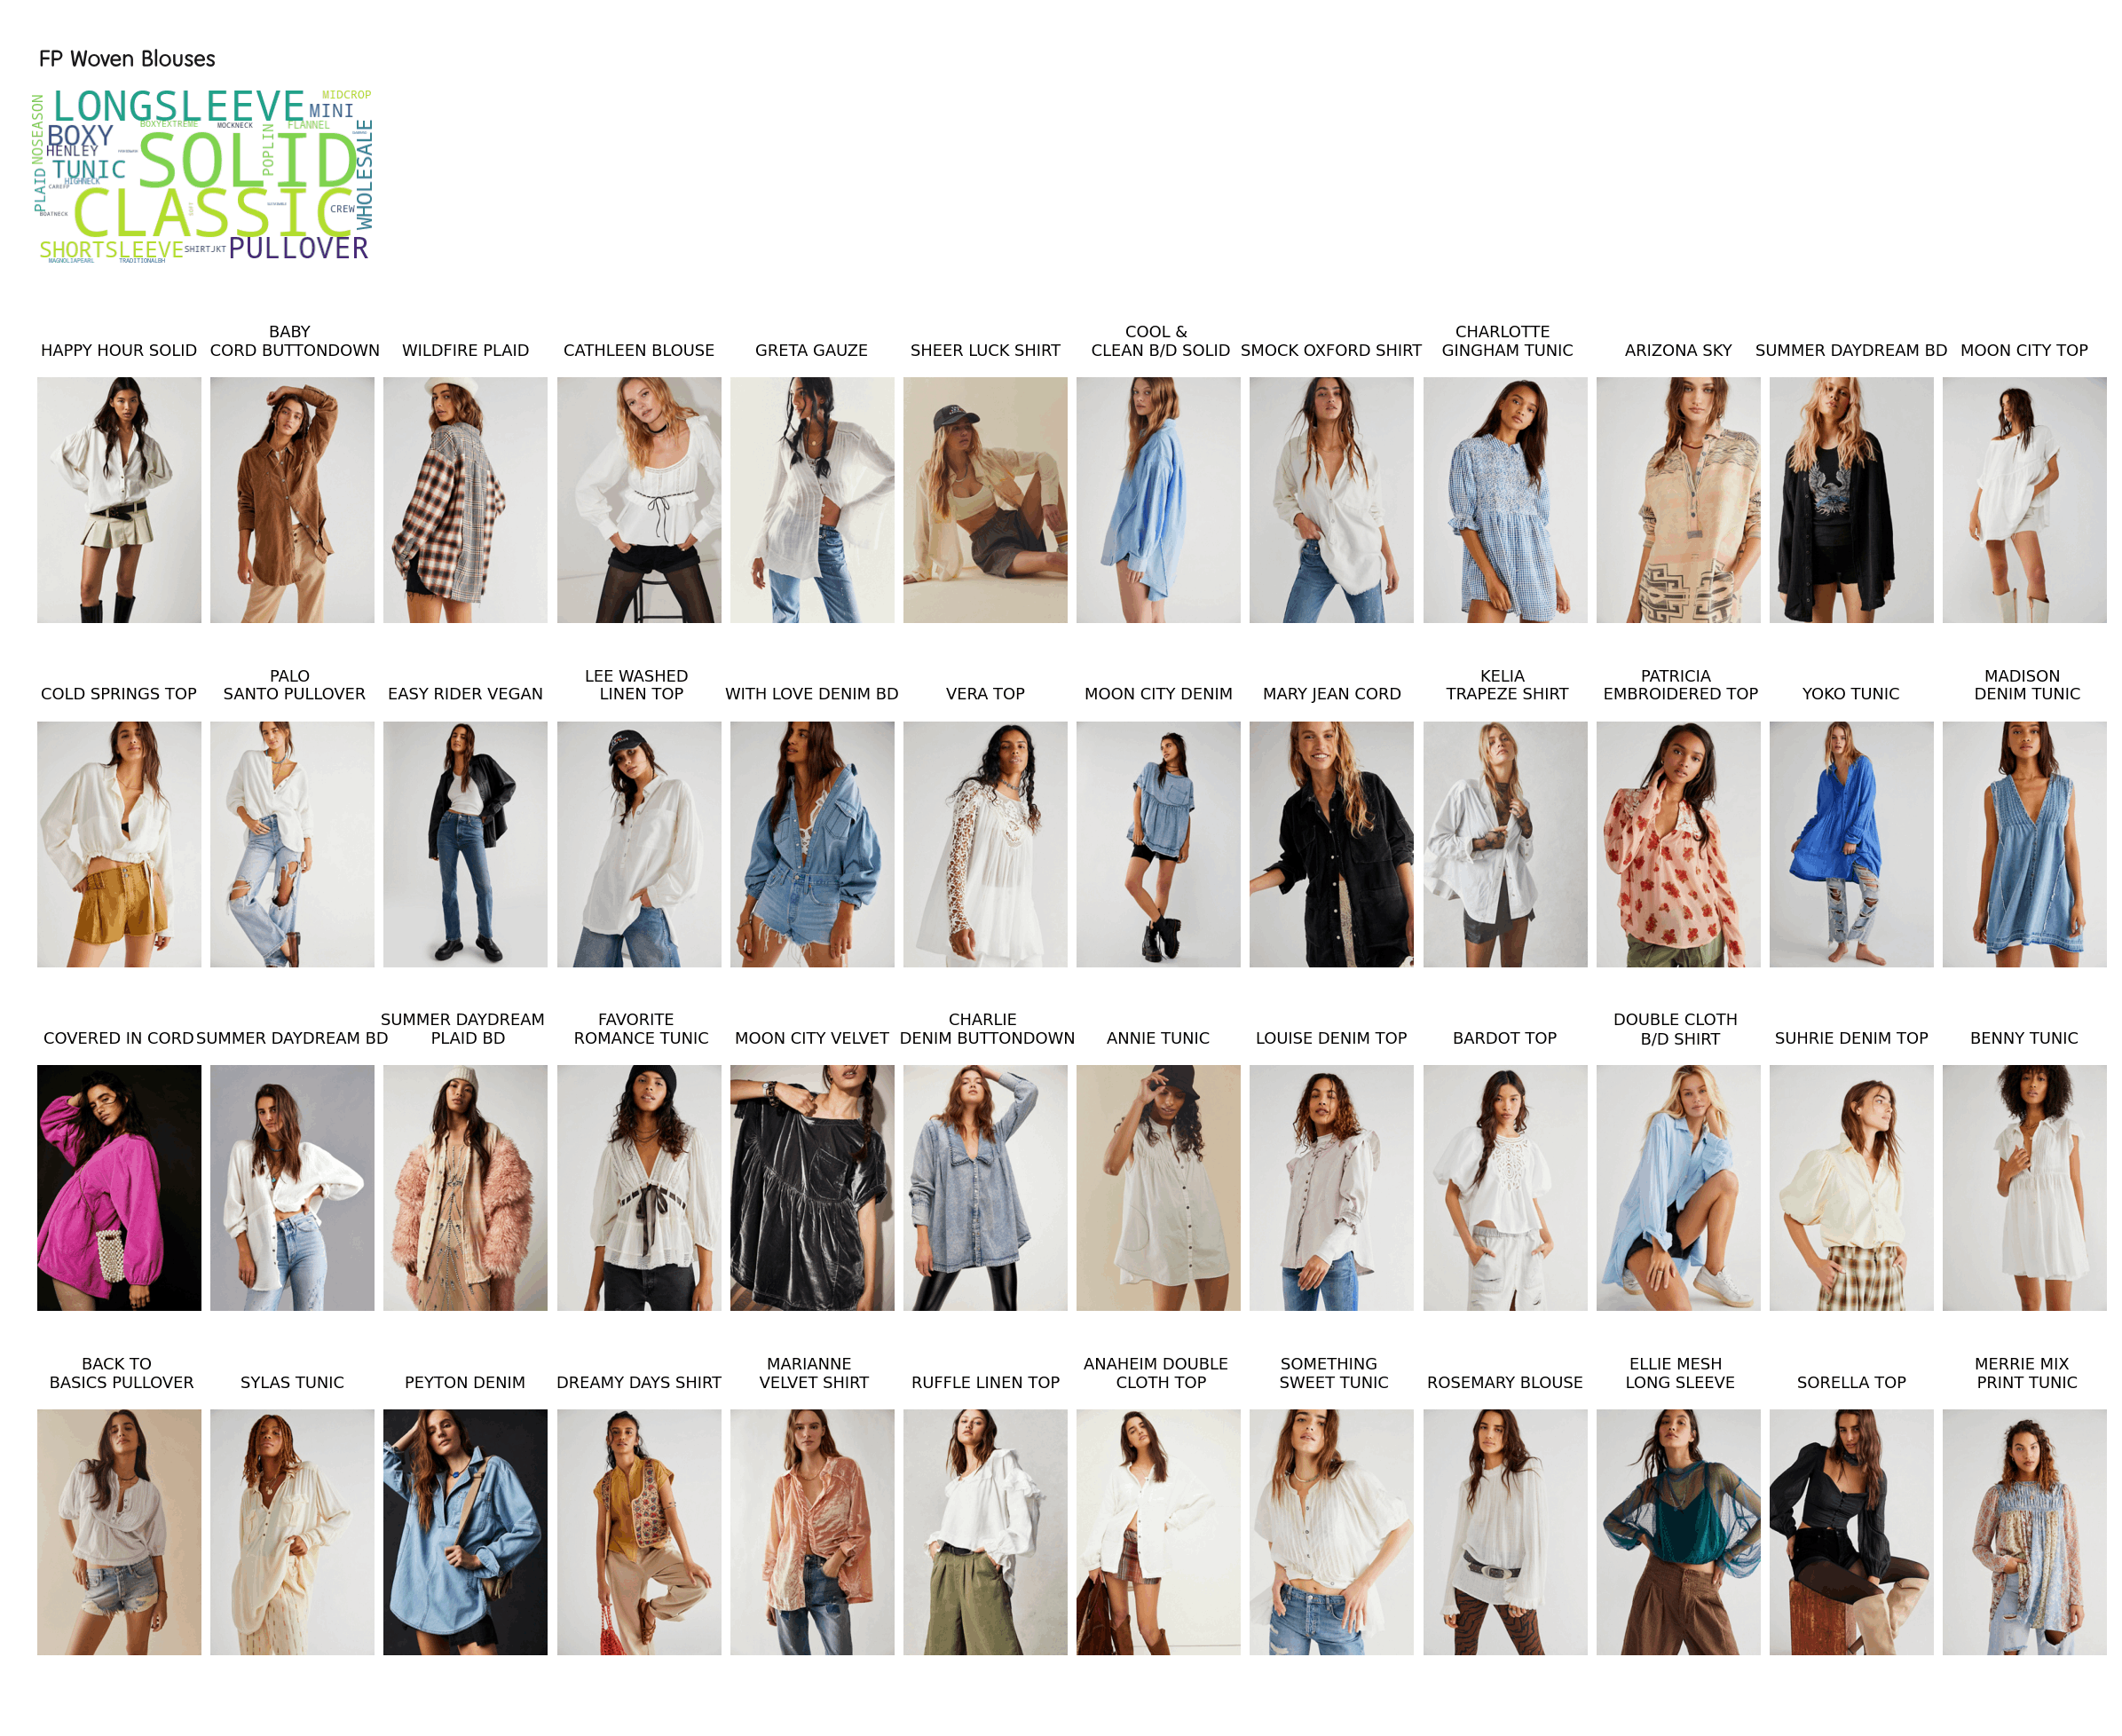 FP Woven Blouses
LONGSLEEVE
MIDCROP
MINI
NOSEASON
BOXYEXTREME
MOCKNECK
FLANNEL
BOXY
HENLEY
SOLID
POPLIN
WHOLESALE
TUNIC
HIGHNECK
CAREFP
PLAID
CLASSIC
CREW
BOATNECK
SOFT
SHORTSLEEVE
SHIRTJKT
PULLOVER
MAGNOLIAPEARL
TRADITIONALBH
HAPPY HOUR SOLID
BABY
CORD BUTTONDOWN
WILDFIRE PLAID
CATHLEEN BLOUSE
GRETA GAUZE
SHEER LUCK SHIRT
COOL &
CLEAN B/D SOLID
SMOCK OXFORD SHIRT
CHARLOTTE
GINGHAM TUNIC
ARIZONA SKY
SUMMER DAYDREAM BD
MOON CITY TOP
COLD SPRINGS TOP
PALO
SANTO PULLOVER
EASY RIDER VEGAN
LEE WASHED
LINEN TOP
WITH LOVE DENIM BD
VERA TOP
MOON CITY DENIM
MARY JEAN CORD
KELIA
TRAPEZE SHIRT
PATRICIA
EMBROIDERED TOP
YOKO TUNIC
MADISON
DENIM TUNIC
COVERED IN CORD
SUMMER DAYDREAM BD
SUMMER DAYDREAM
PLAID BD
FAVORITE
ROMANCE TUNIC
MOON CITY VELVET
CHARLIE
DENIM BUTTONDOWN
ANNIE TUNIC
LOUISE DENIM TOP
BARDOT TOP
DOUBLE CLOTH
B/D SHIRT
SUHRIE DENIM TOP
BENNY TUNIC
BACK TO
BASICS PULLOVER
SYLAS TUNIC
PEYTON DENIM
DREAMY DAYS SHIRT
MARIANNE
VELVET SHIRT
RUFFLE LINEN TOP
ANAHEIM DOUBLE
CLOTH TOP
SOMETHING
SWEET TUNIC
ROSEMARY BLOUSE
ELLIE MESH
LONG SLEEVE
SORELLA TOP
MERRIE MIX
PRINT TUNIC